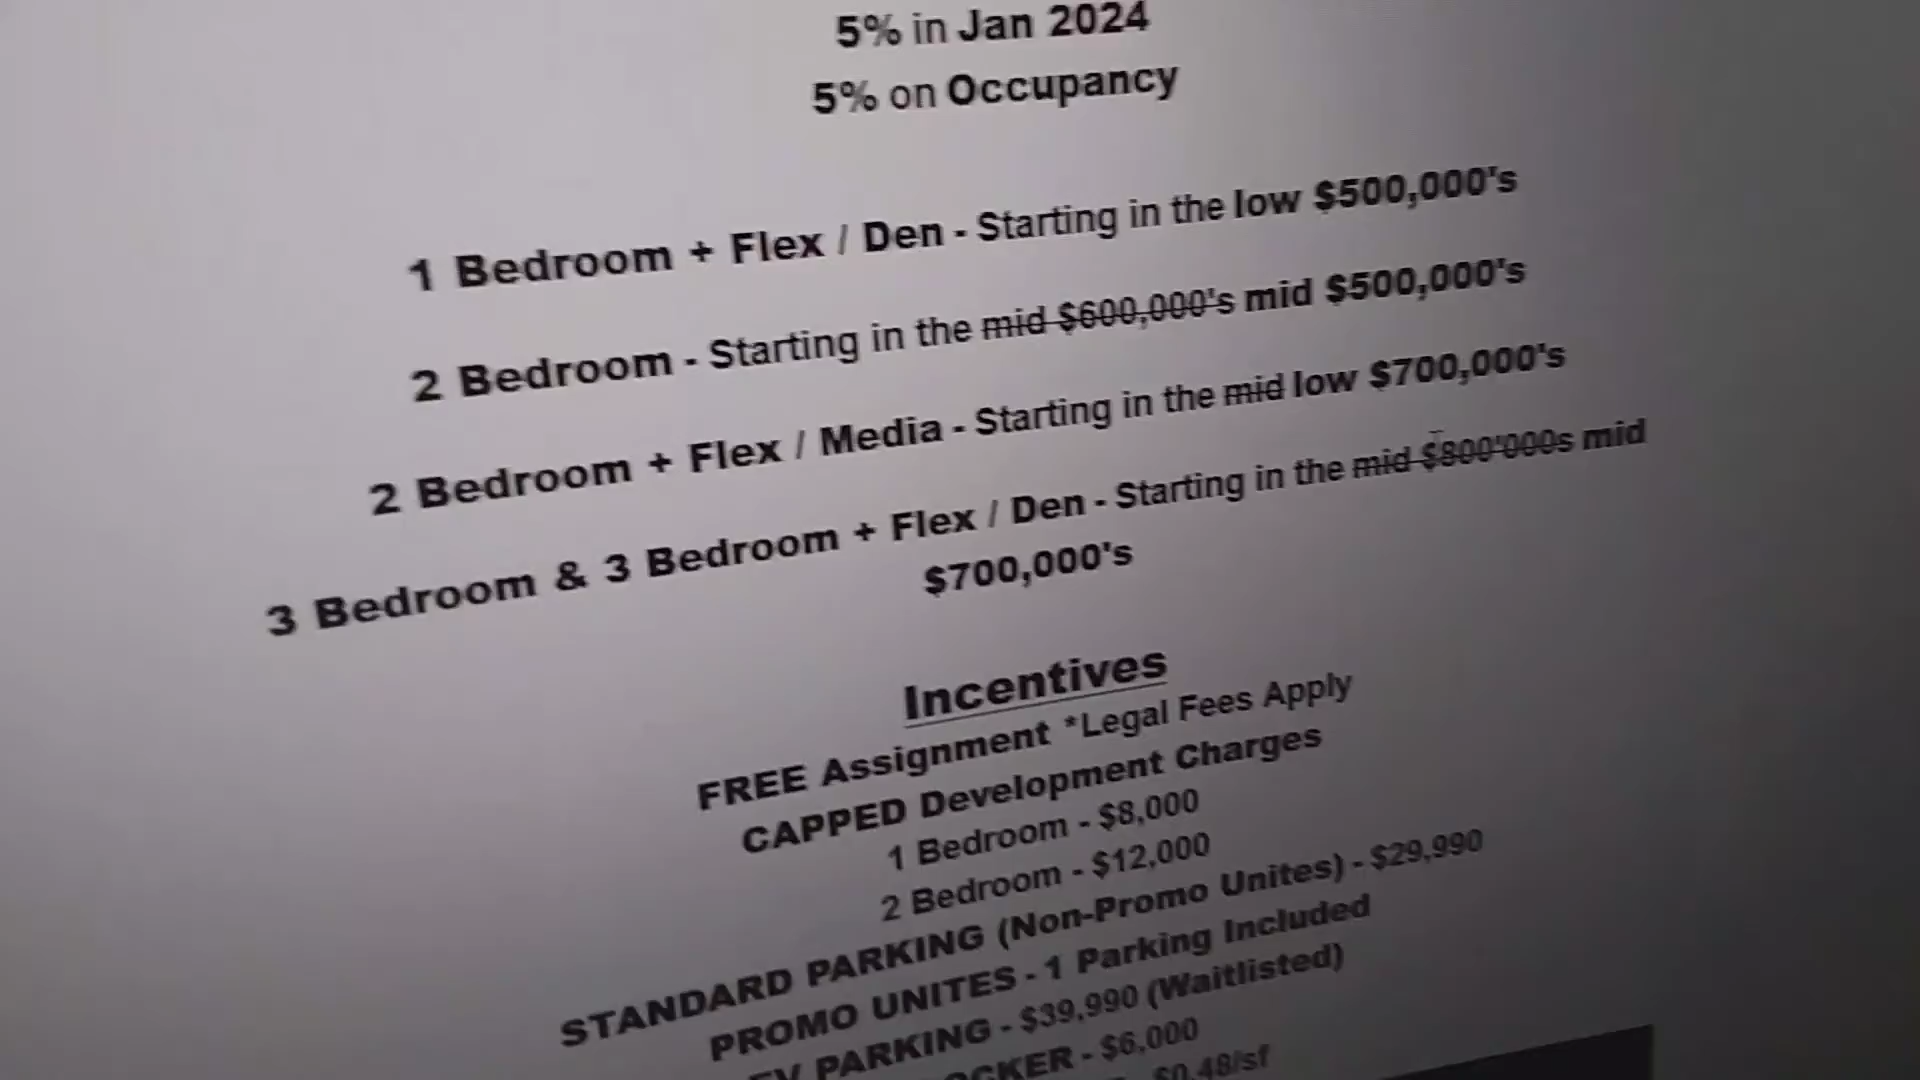 5% in Jan 2024
5% on Occupancy
1 Bedroom + Flex / Den - Starting in the low $500,000's
2 Bedroom - Starting in the mid $600,000's mid $500,000's
2 Bedroom + Flex / Media - Starting in the mid low $700,000's
3 Bedroom & 3 Bedroom + Flex / Den - Starting in the mid $800'000s mid
$700,000's
Incentives
FREE Assignment *Legal Fees Apply
CAPPED Development Charges
1 Bedroom - $8,000
2 Bedroom - $12,000
STANDARD PARKING (Non-Promo Unites) - $29,990
PROMO UNITES - 1 Parking Included
EV PARKING - $39,990 (Waitlisted)
- $6,000
$0.48/sf